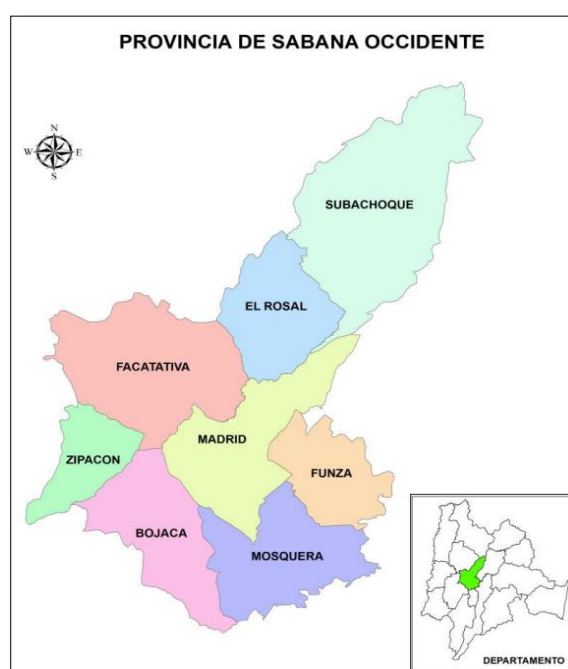 PROVINCIA DE SABANA OCCIDENTE
N
W E
S
SUBACHOQUE
EL ROSAL
FACATATIVA
MADRID
ZIPACON
FUNZA
BOJACA
MOSQUERA
DEPARTAMENTO